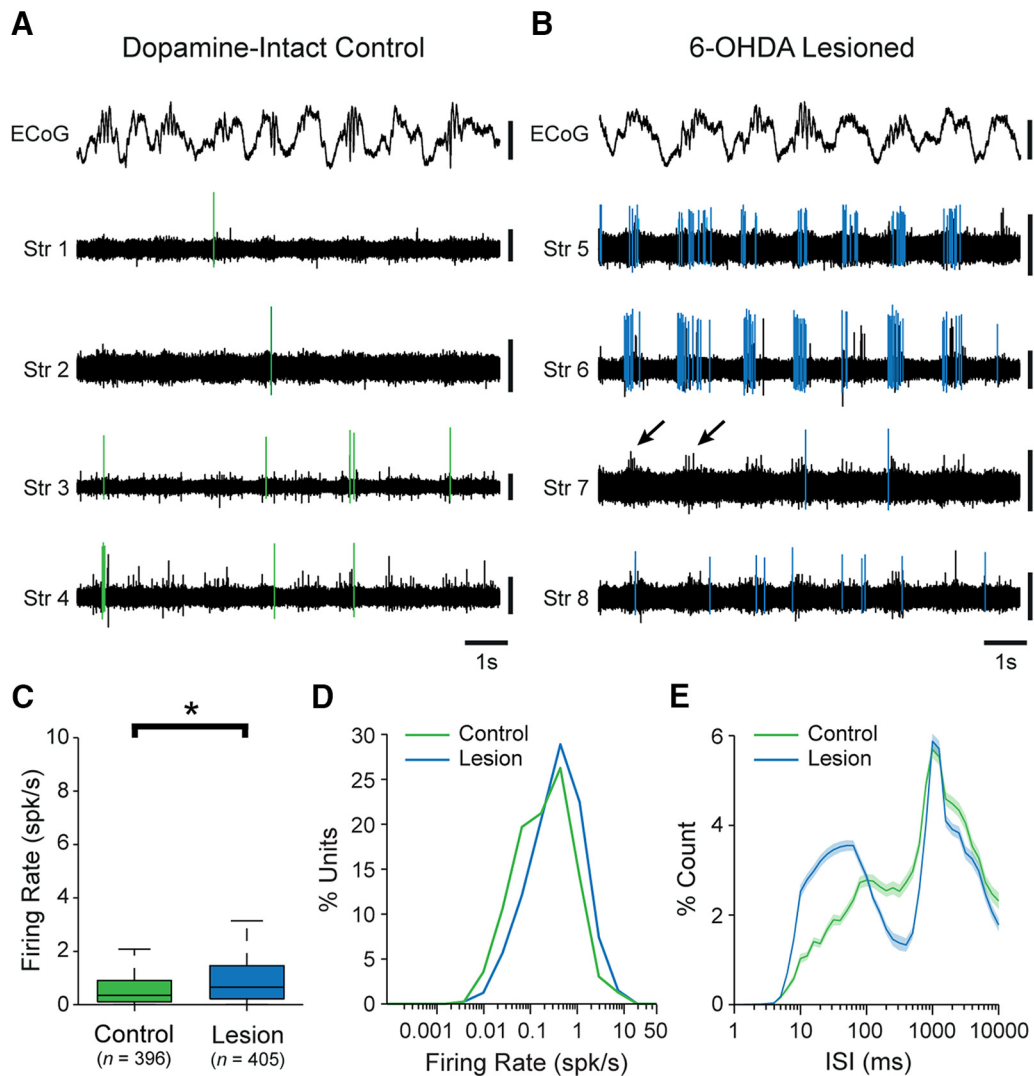 A
Dopamine-Intact Control
ECoG
Str 1
Str 2
Str 3
Str 4
1s
B
6-OHDA Lesioned
ECoG
Str 5
Str 6
Str 7
Str 8
1s
C
*
Firing Rate (spk/s)
10
8
6
4
2
0
Control
(n = 396)
Lesion
(n = 405)
D
Control
Lesion
% Units
30
25
20
15
10
5
0
0.001 0.01 0.1 1 10 50
Firing Rate (spk/s)
E
Control
Lesion
% Count
6
4
2
0
1 10 100 1000 10000
ISI (ms)